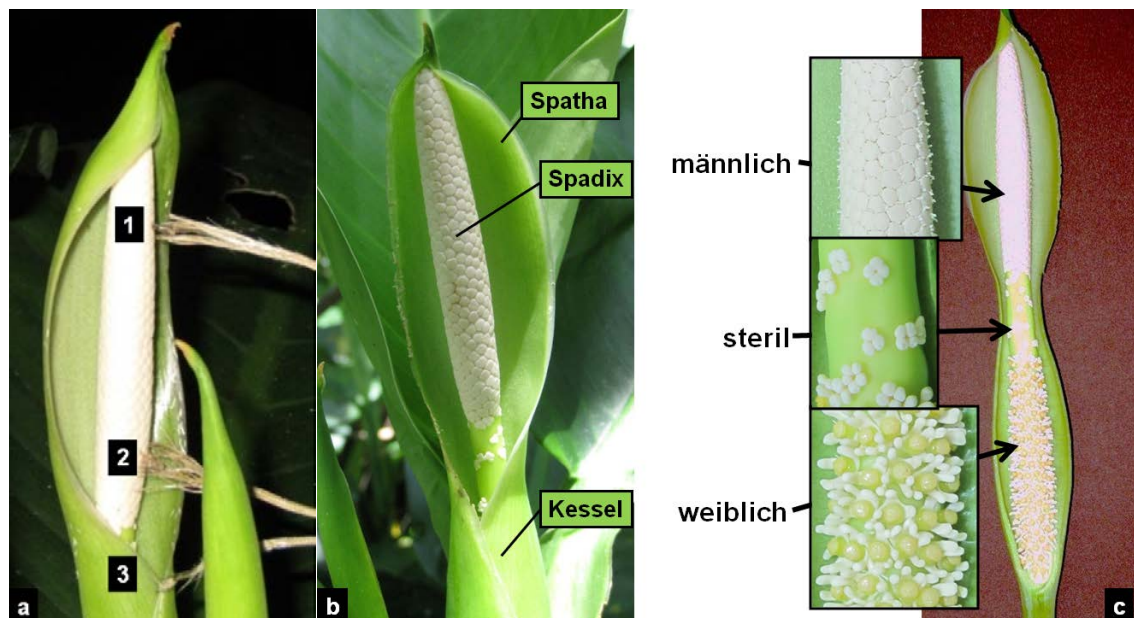 1
2
3
a
Spatha
Spadix
Kessel
b
männlich
steril
weiblich
c